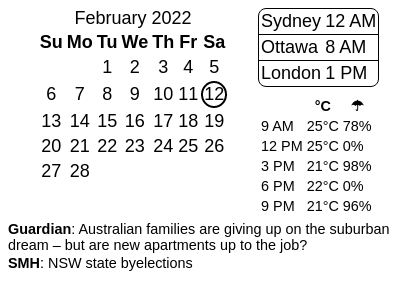 February 2022
Su Mo Tu We Th Fr Sa
1 2 3 4 5
6 7 8 9 10 11 12
13 14 15 16 17 18 19
20 21 22 23 24 25 26
27 28
Sydney 12 AM
Ottawa 8 AM
London 1 PM
°C ☂
9 AM 25°C 78%
12 PM 25°C 0%
3 PM 21°C 98%
6 PM 22°C 0%
9 PM 21°C 96%
Guardian: Australian families are giving up on the suburban
dream – but are new apartments up to the job?
SMH: NSW state byelections